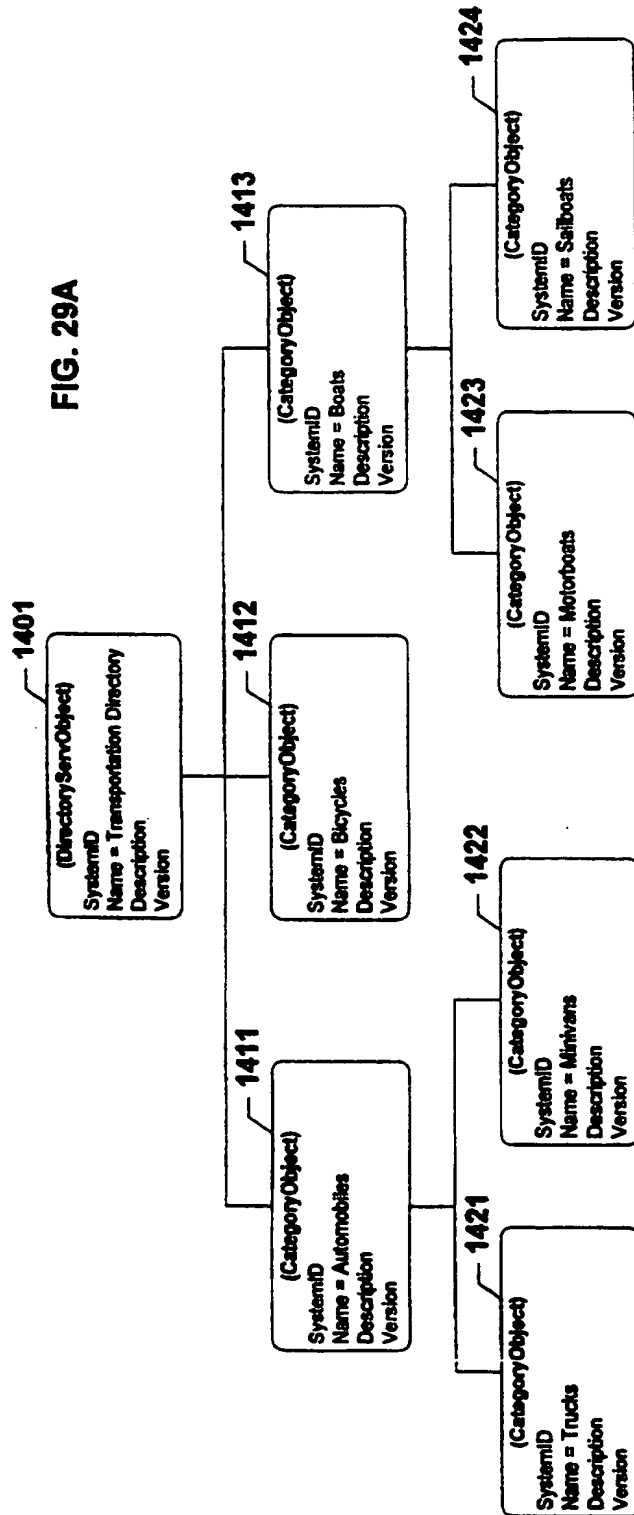 FIG. 29A
1401
(DirectoryServObject)
SystemID
Name = Transportation Directory
Description
Version
1411
(CategoryObject)
SystemID
Name = Automobiles
Description
Version
1412
(CategoryObject)
SystemID
Name = Bicycles
Description
Version
1413
(CategoryObject)
SystemID
Name = Boats
Description
Version
1421
(CategoryObject)
SystemID
Name = Trucks
Description
Version
1422
(CategoryObject)
SystemID
Name = Minivans
Description
Version
1423
(CategoryObject)
SystemID
Name = Motorboats
Description
Version
1424
(CategoryObject)
SystemID
Name = Sailboats
Description
Version